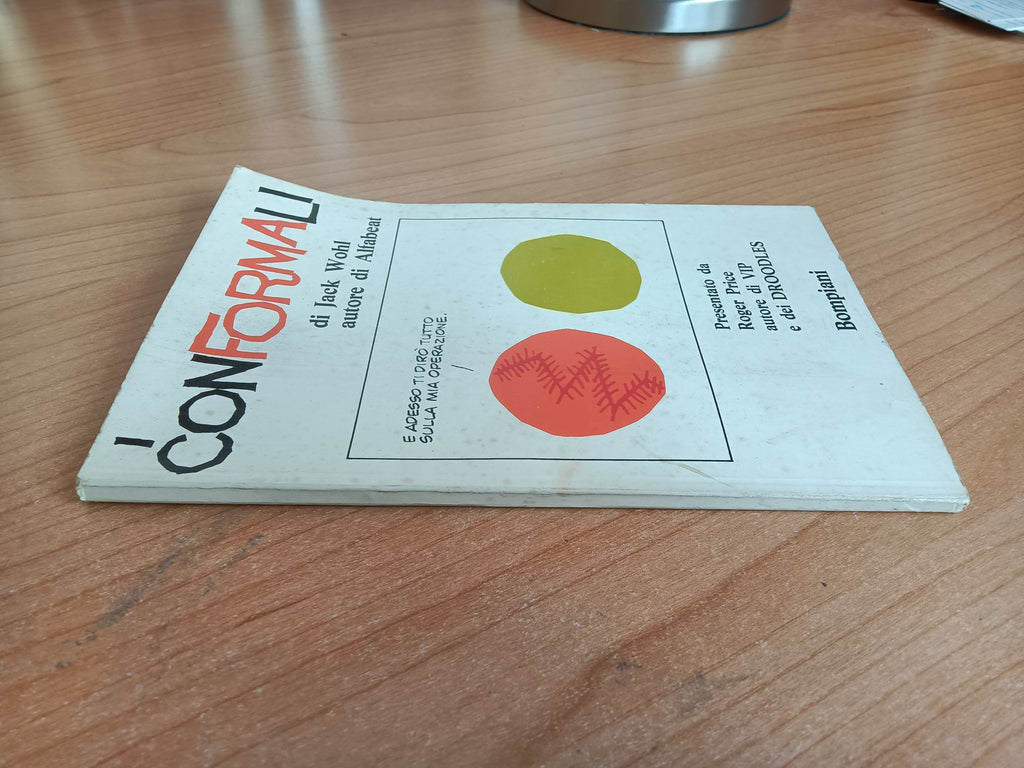 I CONFORMALI
di Jack Wohl
autore di Alfabeat
E ADESSO TI DIRÒ TUTTO
SULLA MIA OPERAZIONE.
Presentato da
Roger Price
autore di VIP
e dei DROODLES
Bompiani